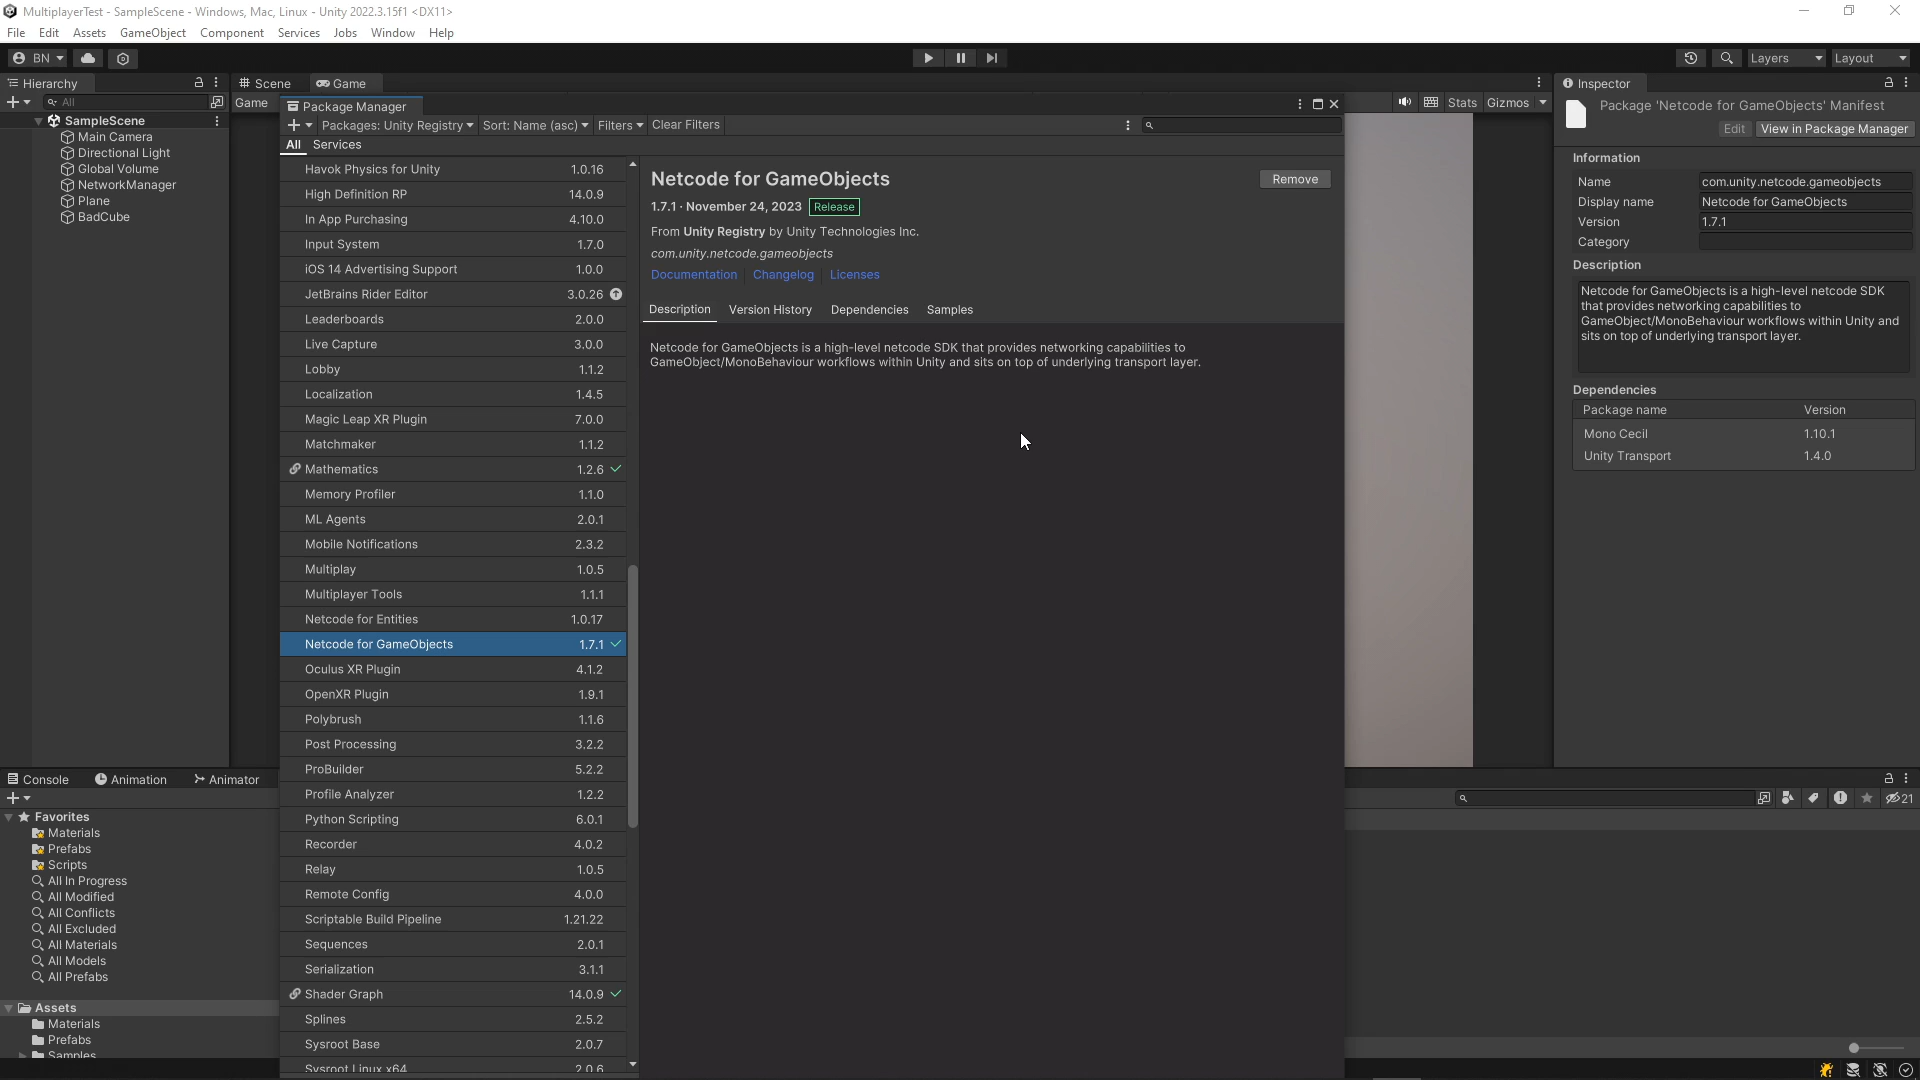 MultiplayerTest - SampleScene - Windows, Mac, Linux - Unity 2022.3.15f1 <DX11>
File Edit Assets GameObject Component Services Jobs Window Help
BN Layers Layout
Hierarchy
All
SampleScene
Main Camera
Directional Light
Global Volume
NetworkManager
Plane
BadCube
Scene Game
Game
Stats Gizmos
Package Manager
Packages: Unity Registry Sort: Name (asc) Filters Clear Filters
All Services
Havok Physics for Unity 1.0.16
High Definition RP 14.0.9
In App Purchasing 4.10.0
Input System 1.7.0
iOS 14 Advertising Support 1.0.0
JetBrains Rider Editor 3.0.26
Leaderboards 2.0.0
Live Capture 3.0.0
Lobby 1.1.2
Localization 1.4.5
Magic Leap XR Plugin 7.0.0
Matchmaker 1.1.2
Mathematics 1.2.6
Memory Profiler 1.1.0
ML Agents 2.0.1
Mobile Notifications 2.3.2
Multiplay 1.0.5
Multiplayer Tools 1.1.1
Netcode for Entities 1.0.17
Netcode for GameObjects 1.7.1
Oculus XR Plugin 4.1.2
OpenXR Plugin 1.9.1
Polybrush 1.1.6
Post Processing 3.2.2
ProBuilder 5.2.2
Profile Analyzer 1.2.2
Python Scripting 6.0.1
Recorder 4.0.2
Relay 1.0.5
Remote Config 4.0.0
Scriptable Build Pipeline 1.21.22
Sequences 2.0.1
Serialization 3.1.1
Shader Graph 14.0.9
Splines 2.5.2
Sysroot Base 2.0.7
Sysroot Linux x64 2.0.6
Netcode for GameObjects
Remove
1.7.1 · November 24, 2023 Release
From Unity Registry by Unity Technologies Inc.
com.unity.netcode.gameobjects
Documentation Changelog Licenses
Description Version History Dependencies Samples
Netcode for GameObjects is a high-level netcode SDK that provides networking capabilities to
GameObject/MonoBehaviour workflows within Unity and sits on top of underlying transport layer.
Inspector
Package 'Netcode for GameObjects' Manifest
Edit View in Package Manager
Information
Name com.unity.netcode.gameobjects
Display name Netcode for GameObjects
Version 1.7.1
Category
Description
Netcode for GameObjects is a high-level netcode SDK
that provides networking capabilities to
GameObject/MonoBehaviour workflows within Unity and
sits on top of underlying transport layer.
Dependencies
Package name Version
Mono Cecil 1.10.1
Unity Transport 1.4.0
Console Animation Animator
21
Favorites
Materials
Prefabs
Scripts
All In Progress
All Modified
All Conflicts
All Excluded
All Materials
All Models
All Prefabs
Assets
Materials
Prefabs
Samples